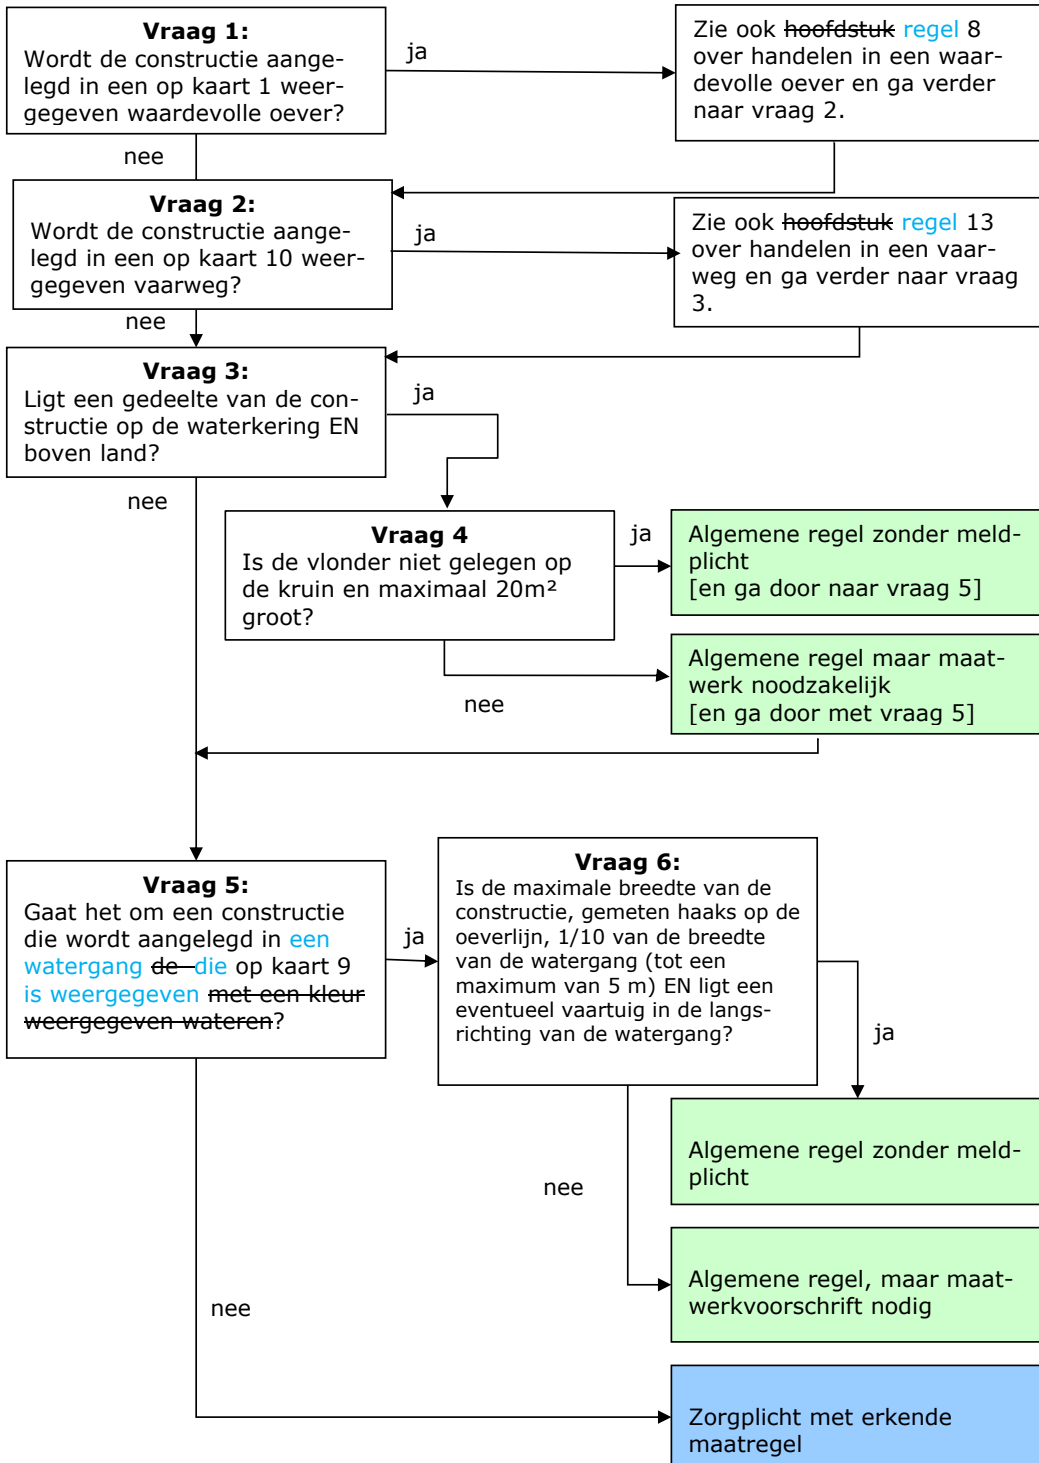 Vraag 1:
Wordt de constructie aange-
legd in een op kaart 1 weer-
gegeven waardevolle oever?
ja
Zie ook hoofdstuk regel 8
over handelen in een waar-
devolle oever en ga verder
naar vraag 2.
nee
Vraag 2:
Wordt de constructie aange-
legd in een op kaart 10 weer-
gegeven vaarweg?
ja
Zie ook hoofdstuk regel 13
over handelen in een vaar-
weg en ga verder naar vraag
3.
nee
Vraag 3:
Ligt een gedeelte van de con-
structie op de waterkering EN
boven land?
ja
nee
Vraag 4
Is de vlonder niet gelegen op
de kruin en maximaal 20m²
groot?
ja
Algemene regel zonder meld-
plicht
[en ga door naar vraag 5]
nee
Algemene regel maar maat-
werk noodzakelijk
[en ga door met vraag 5]
Vraag 5:
Gaat het om een constructie
die wordt aangelegd in een
watergang de die op kaart 9
is weergegeven met een kleur
weergegeven wateren?
ja
Vraag 6:
Is de maximale breedte van de
constructie, gemeten haaks op de
oeverlijn, 1/10 van de breedte
van de watergang (tot een
maximum van 5 m) EN ligt een
eventueel vaartuig in de langs-
richting van de watergang?
ja
Algemene regel zonder meld-
plicht
nee
Algemene regel, maar maat-
werkvoorschrift nodig
nee
Zorgplicht met erkende
maatregel